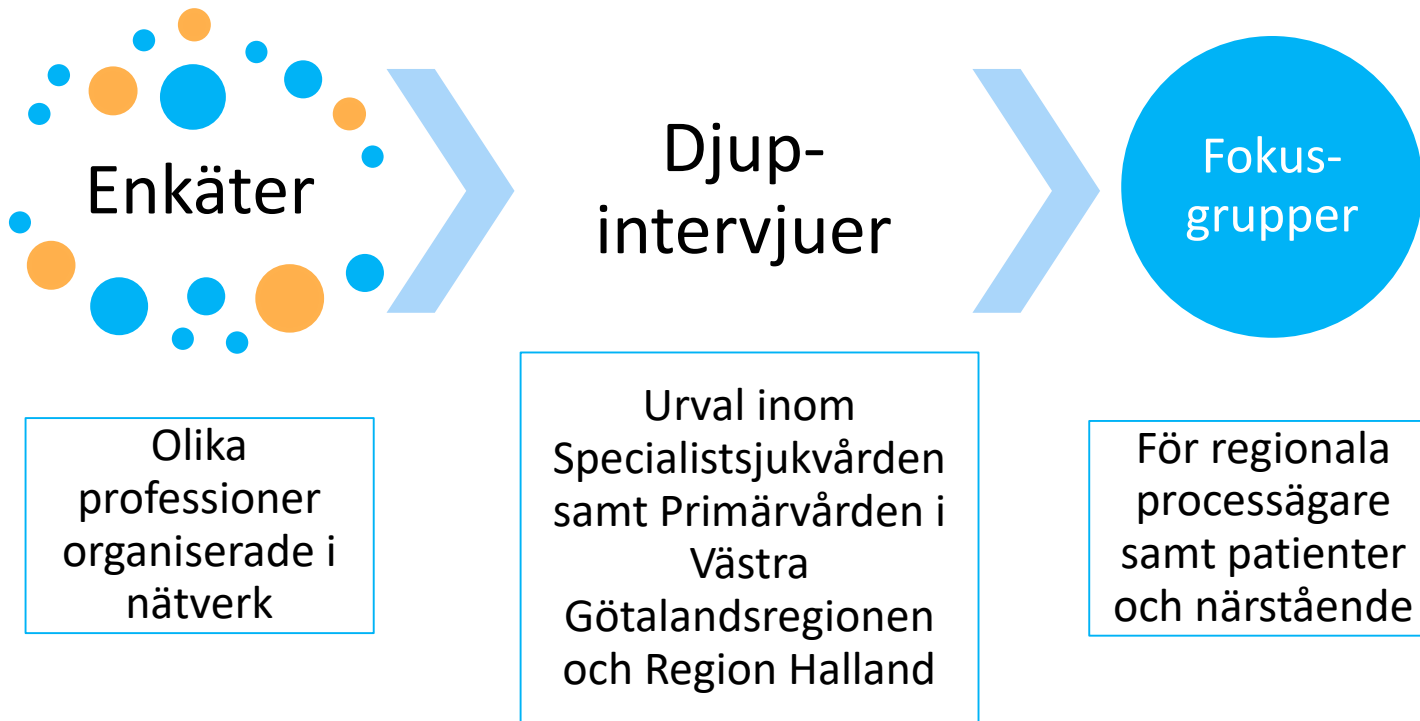 Enkäter
Djup-
intervjuer
Fokus-
grupper
Olika
professioner
organiserade i
nätverk
Urval inom
Specialistsjukvården
samt Primärvården i
Västra
Götalandsregionen
och Region Halland
För regionala
processägare
samt patienter
och närstående